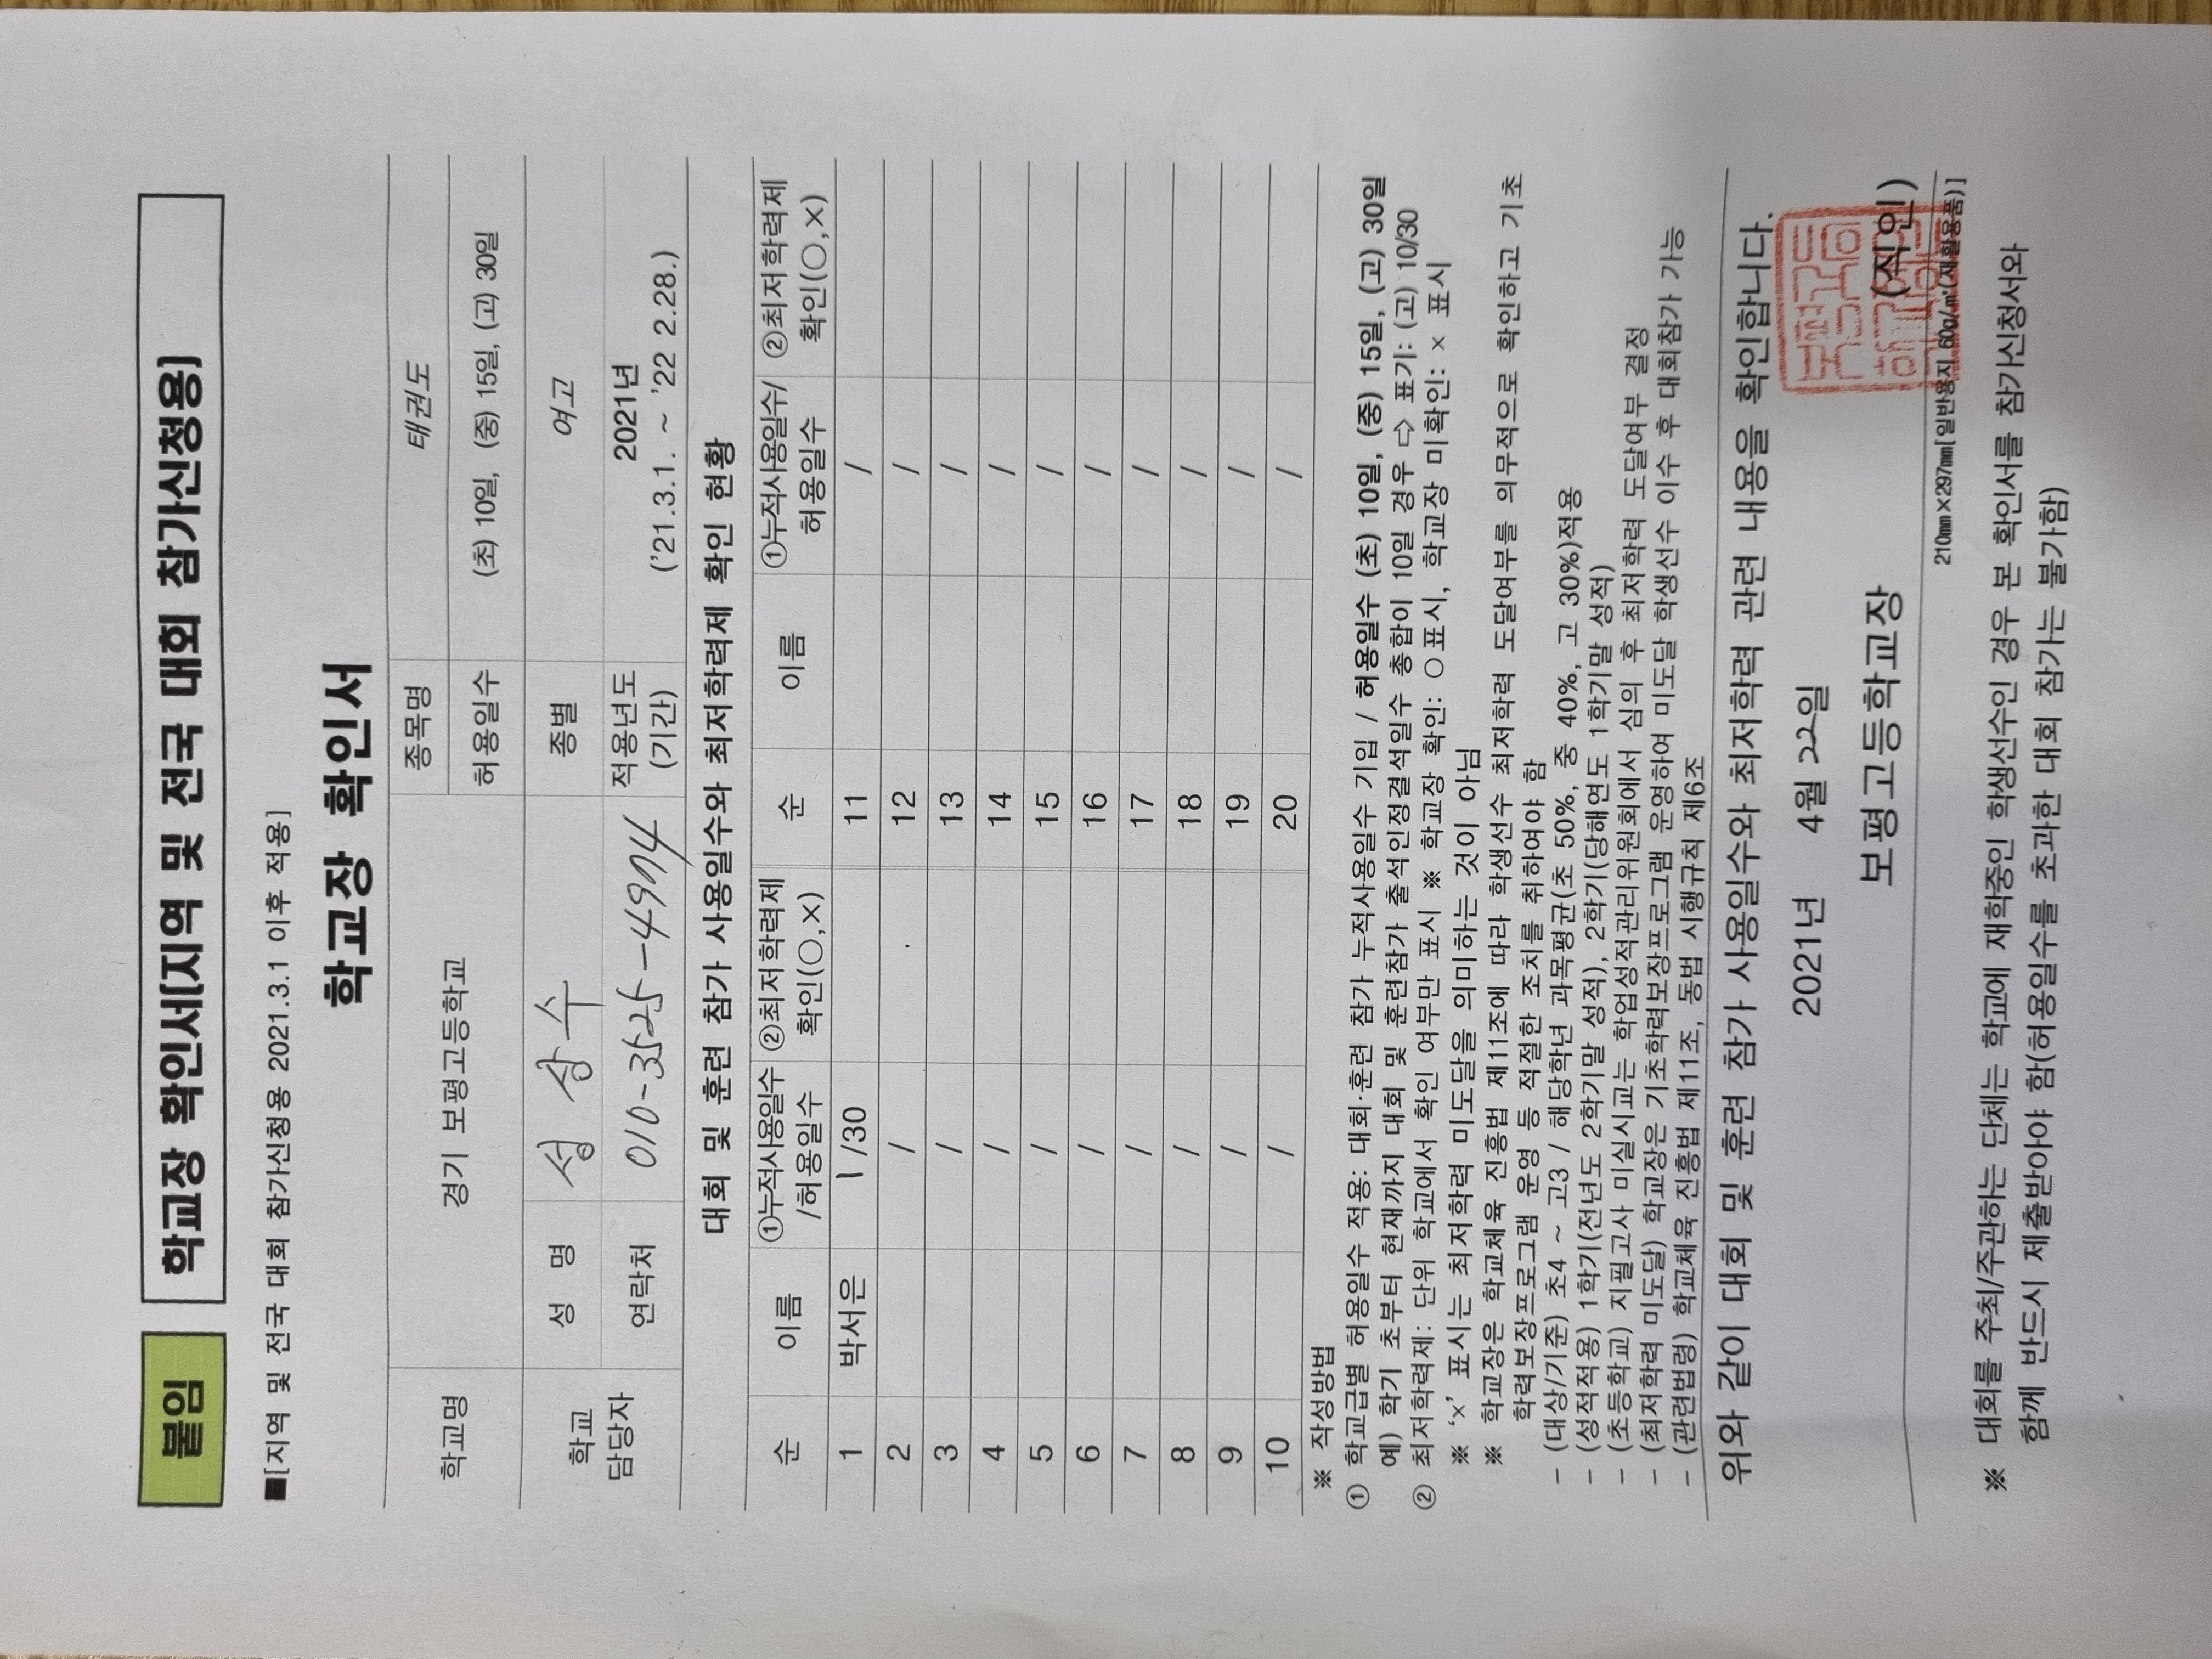 붙임 학교장 확인서[지역 및 전국 대회 참가신청용]
■[지역 및 전국 대회 참가신청용 2021.3.1 이후 적용]
학교장 확인서
학교명 경기 보평고등학교 종목명 태권도
허용일수 (초) 10일, (중) 15일, (고) 30일
학교 담당자 성 명 성상수 종별 여고
연락처 010-3525-4974 적용년도 (기간) 2021년 ('21.3.1. ~ '22 2.28.)
대회 및 훈련 참가 사용일수와 최저학력제 확인 현황
순 이름 ①누적사용일수 /허용일수 ②최저학력제 확인(○,×) 순 이름 ①누적사용일수/ 허용일수 ②최저학력제 확인(○,×)
1 박서은 1 /30 11 /
2 / 12 /
3 / 13 /
4 / 14 /
5 / 15 /
6 / 16 /
7 / 17 /
8 / 18 /
9 / 19 /
10 / 20 /
※ 작성방법
① 학교급별 허용일수 적용: 대회·훈련 참가 누적사용일수 기입 / 허용일수 (초) 10일, (중) 15일, (고) 30일
예) 학기 초부터 현재까지 대회 및 훈련참가 출석인정결석일수 총합이 10일 경우 ⇨ 표기: (고) 10/30
② 최저학력제: 단위 학교에서 확인 여부만 표시 ※ 학교장 확인: ○표시, 학교장 미확인: × 표시
※ '×' 표시는 최저학력 미도달을 의미하는 것이 아님
※ 학교장은 학교체육 진흥법 제11조에 따라 학생선수 최저학력 도달여부를 의무적으로 확인하고 기초
학력보장프로그램 운영 등 적절한 조치를 취하여야 함
- (대상/기준) 초4 ~ 고3 / 해당학년 과목평균(초 50%, 중 40%, 고 30%)적용
- (성적적용) 1학기(전년도 2학기말 성적), 2학기(당해연도 1학기말 성적)
- (초등학교) 지필고사 미실시교는 학업성적관리위원회에서 심의 후 최저학력 도달여부 결정
- (최저학력 미도달) 학교장은 기초학력보장프로그램 운영하여 미도달 학생선수 이수 후 대회참가 가능
- (관련법령) 학교체육 진흥법 제11조, 동법 시행규칙 제6조
위와 같이 대회 및 훈련 참가 사용일수와 최저학력 관련 내용을 확인합니다.
2021년 4월 22일
보평고등학교장 (직인)
210㎜×297㎜[일반용지 60g/㎡(재활용품)]
※ 대회를 주최/주관하는 단체는 학교에 재학중인 학생선수인 경우 본 확인서를 참가신청서와
함께 반드시 제출받아야 함(허용일수를 초과한 대회 참가는 불가함)